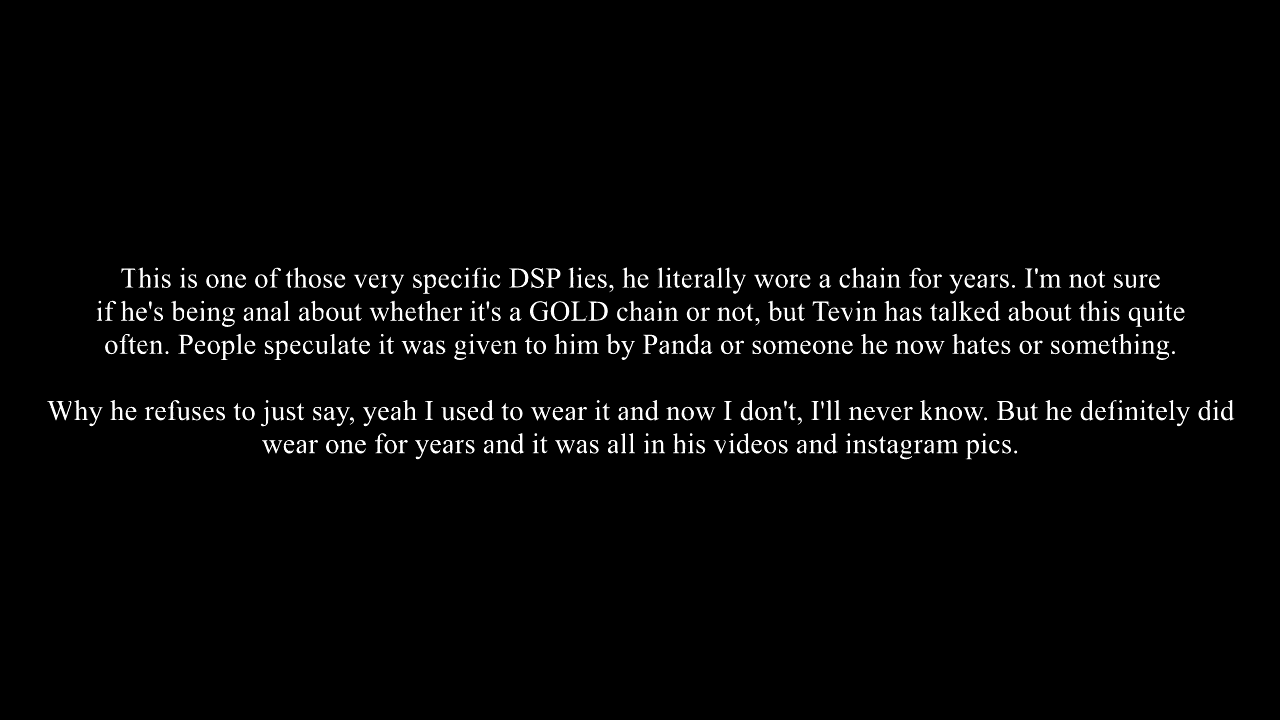 This is one of those very specific DSP lies, he literally wore a chain for years. I'm not sure
if he's being anal about whether it's a GOLD chain or not, but Tevin has talked about this quite
often. People speculate it was given to him by Panda or someone he now hates or something.
Why he refuses to just say, yeah I used to wear it and now I don't, I'll never know. But he definitely did
wear one for years and it was all in his videos and instagram pics.